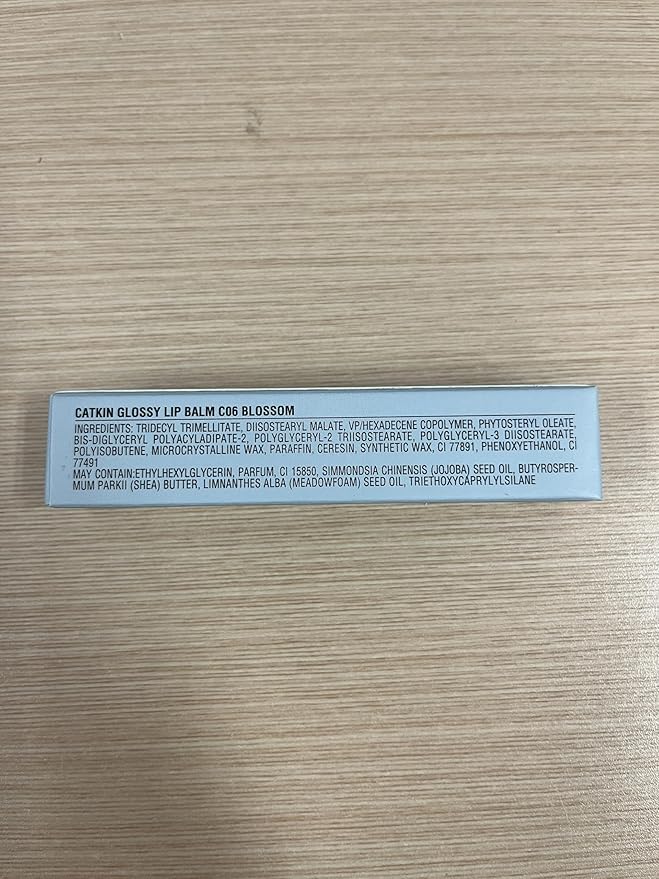 CATKIN GLOSSY LIP BALM C06 BLOSSOM
INGREDIENTS: TRIDECYL TRIMELLITATE, DIISOSTEARYL MALATE, VP/HEXADECENE COPOLYMER, PHYTOSTERYL OLEATE,
BIS-DIGLYCERYL POLYACYLADIPATE-2, POLYGLYCERYL-2 TRIISOSTEARATE, POLYGLYCERYL-3 DIISOSTEARATE,
POLYISOBUTENE, MICROCRYSTALLINE WAX, PARAFFIN, CERESIN, SYNTHETIC WAX, CI 77891, PHENOXYETHANOL, CI
77491
MAY CONTAIN:ETHYLHEXYLGLYCERIN, PARFUM, CI 15850, SIMMONDSIA CHINENSIS (JOJOBA) SEED OIL, BUTYROSPER-
MUM PARKII (SHEA) BUTTER, LIMNANTHES ALBA (MEADOWFOAM) SEED OIL, TRIETHOXYCAPRYLYLSILANE